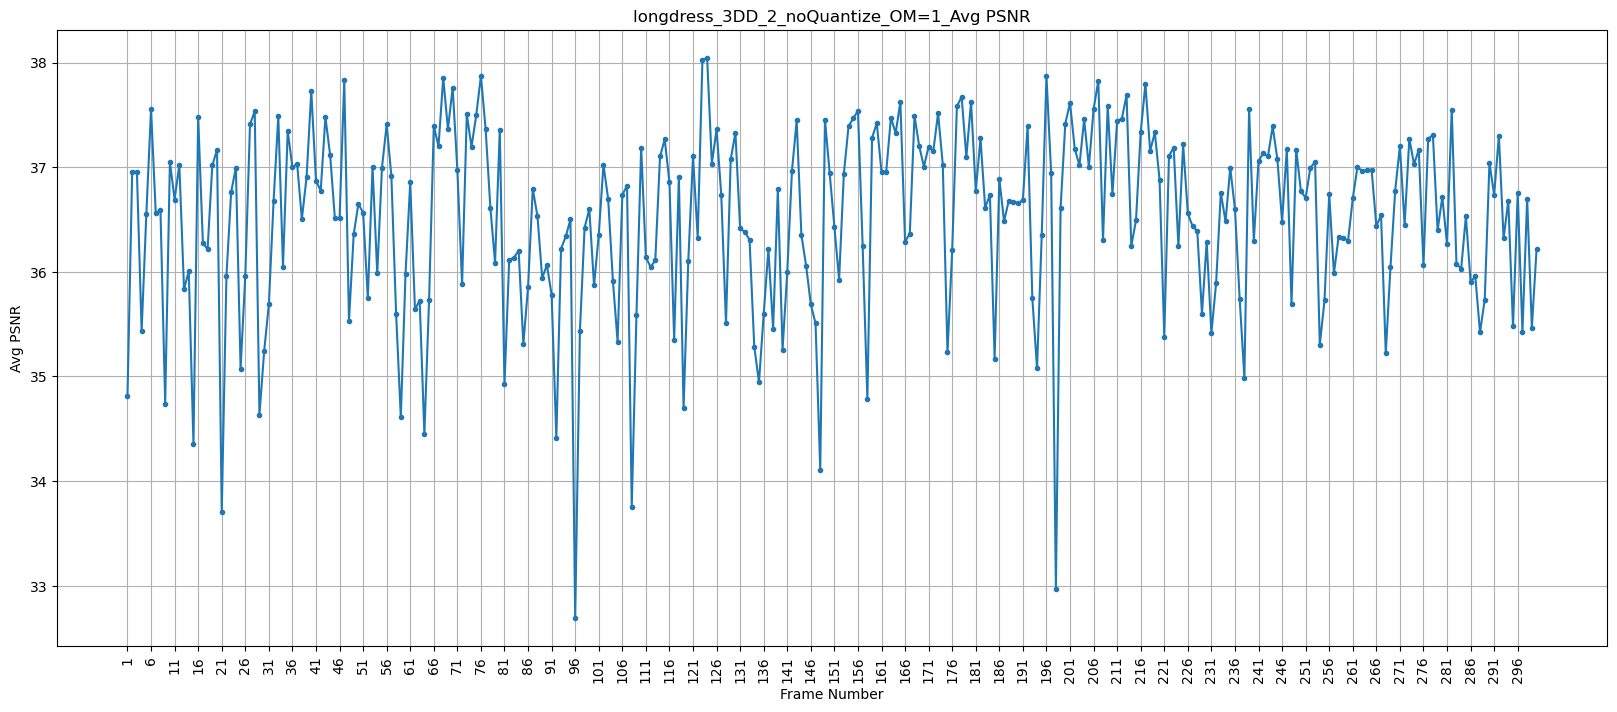 longdress_3DD_2_noQuantize_OM=1_Avg PSNR
38
37
36
35
34
33
Avg PSNR
1 6 11 16 21 26 31 36 41 46 51 56 61 66 71 76 81 86 91 96 101 106 111 116 121 126 131 136 141 146 151 156 161 166 171 176 181 186 191 196 201 206 211 216 221 226 231 236 241 246 251 256 261 266 271 276 281 286 291 296
Frame Number